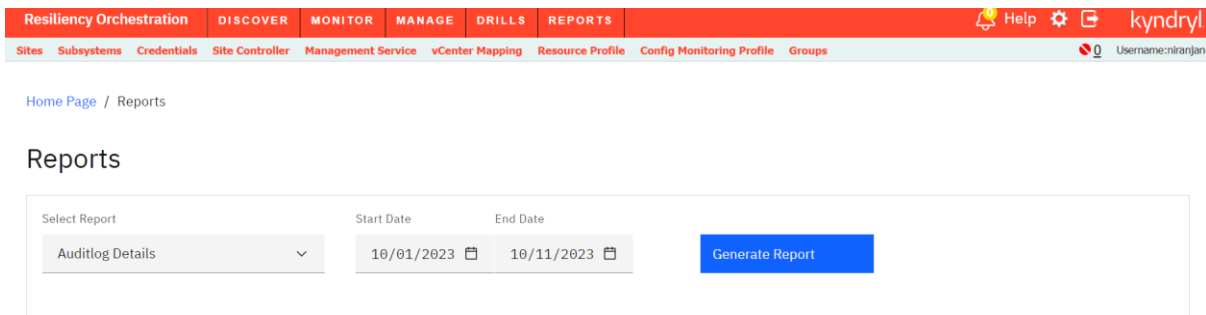 Resiliency Orchestration DISCOVER MONITOR MANAGE DRILLS REPORTS 0 Help kyndryl
Sites Subsystems Credentials Site Controller Management Service vCenter Mapping Resource Profile Config Monitoring Profile Groups 0 Username:niranjan
Home Page / Reports
Reports
Select Report Start Date End Date
Auditlog Details 10/01/2023 10/11/2023 Generate Report